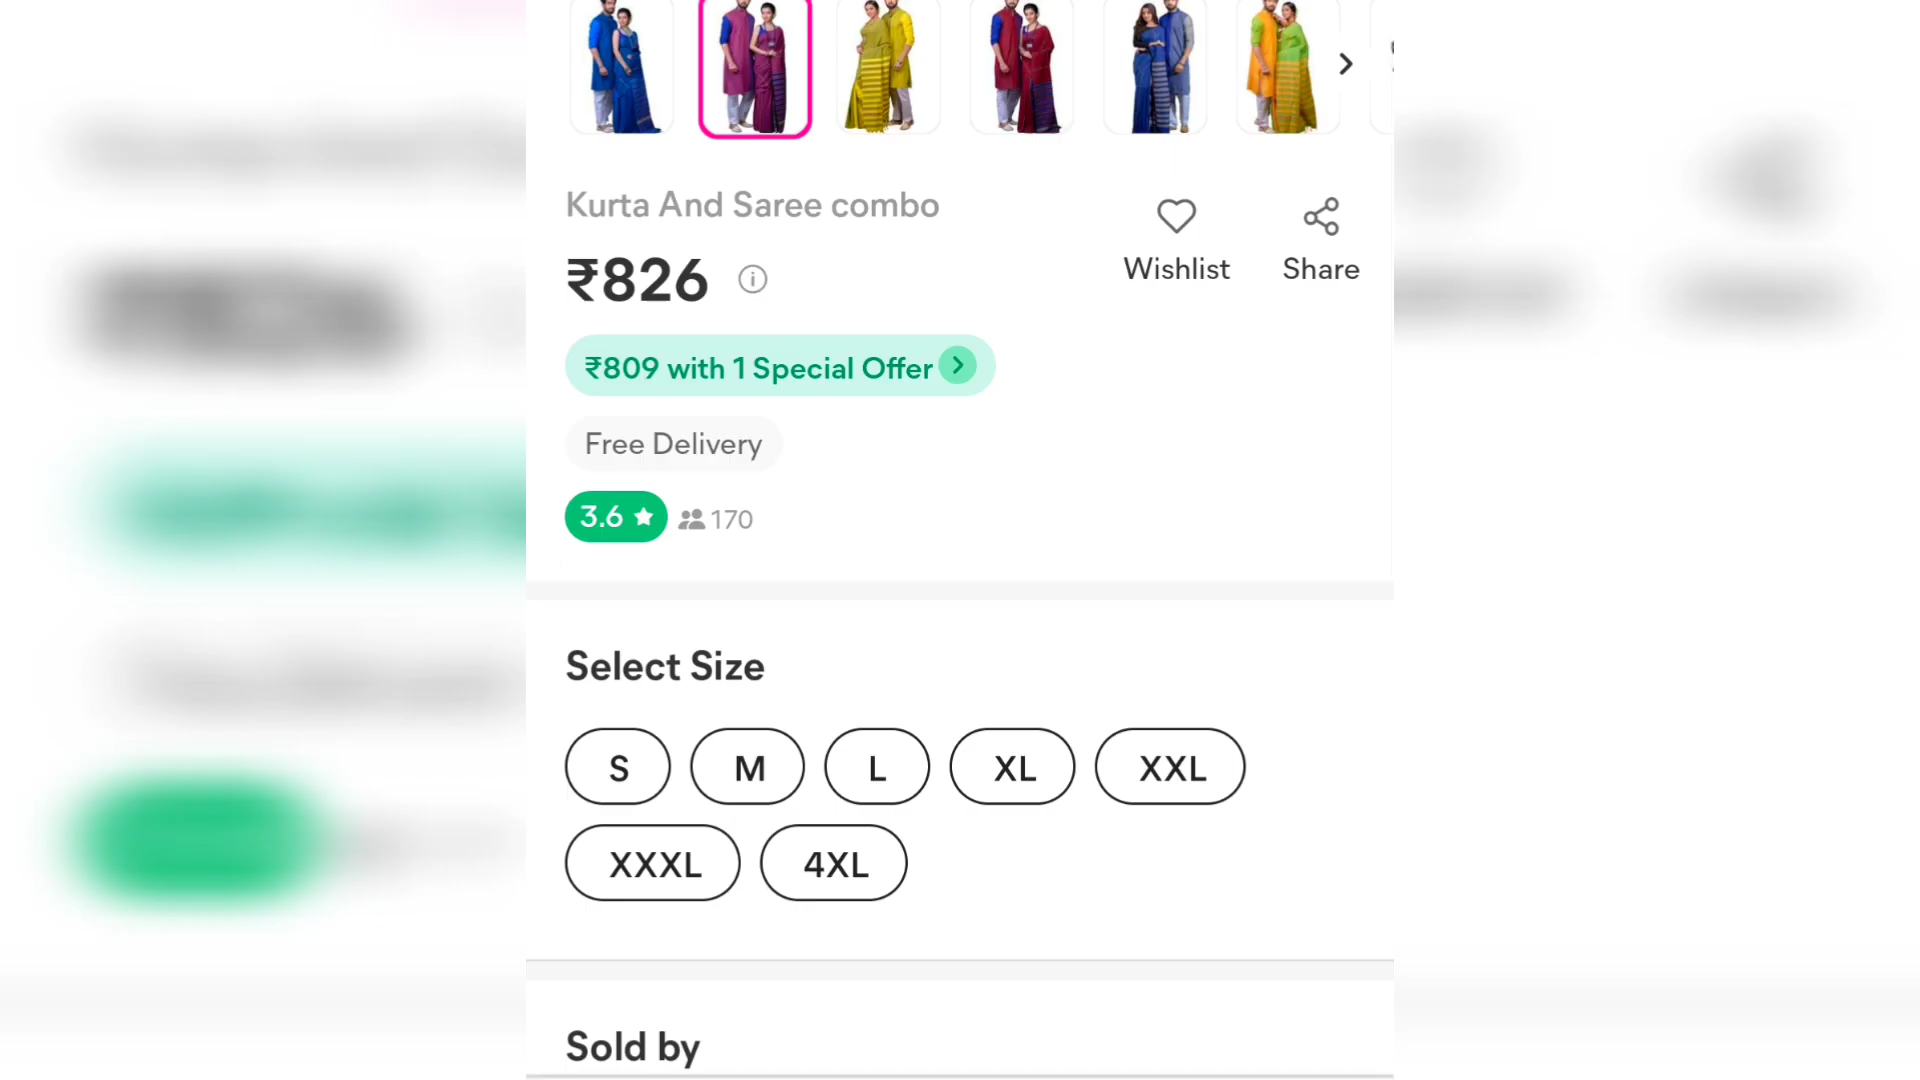 Kurta And Saree combo
Wishlist
Share
₹826
₹809 with 1 Special Offer
Free Delivery
3.6 ★ 170
Select Size
S M L XL XXL
XXXL 4XL
Sold by